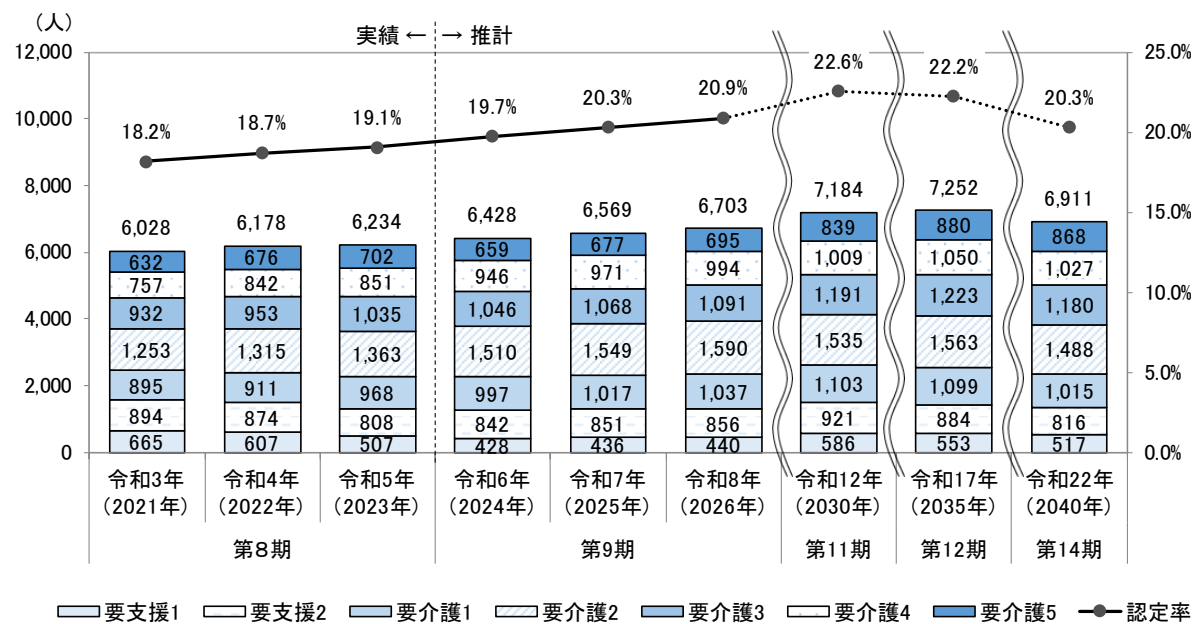 （人）
実績 ← → 推計
12,000
10,000
8,000
6,000
4,000
2,000
0
25.0%
20.0%
15.0%
10.0%
5.0%
0.0%
18.2% 18.7% 19.1% 19.7% 20.3% 20.9% 22.6% 22.2% 20.3%
6,028 6,178 6,234 6,428 6,569 6,703 7,184 7,252 6,911
632 676 702 659 677 695 839 880 868
757 842 851 946 971 994 1,009 1,050 1,027
932 953 1,035 1,046 1,068 1,091 1,191 1,223 1,180
1,253 1,315 1,363 1,510 1,549 1,590 1,535 1,563 1,488
895 911 968 997 1,017 1,037 1,103 1,099 1,015
894 874 808 842 851 856 921 884 816
665 607 507 428 436 440 586 553 517
令和3年 令和4年 令和5年 令和6年 令和7年 令和8年 令和12年 令和17年 令和22年
（2021年） （2022年） （2023年） （2024年） （2025年） （2026年） （2030年） （2035年） （2040年）
第８期 第9期 第11期 第12期 第14期
要支援1 要支援2 要介護1 要介護2 要介護3 要介護4 要介護5 認定率